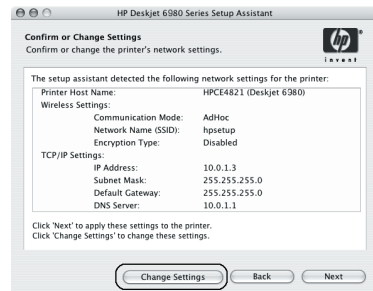 HP Deskjet 6980 Series Setup Assistant
Confirm or Change Settings
Confirm or change the printer's network settings.
hp
invent
The setup assistant detected the following network settings for the printer:
Printer Host Name: HPCE4821 (Deskjet 6980)
Wireless Settings:
Communication Mode: AdHoc
Network Name (SSID): hpsetup
Encryption Type: Disabled
TCP/IP Settings:
IP Address: 10.0.1.3
Subnet Mask: 255.255.255.0
Default Gateway: 255.255.255.0
DNS Server: 10.0.1.1
Click 'Next' to apply these settings to the printer.
Click 'Change Settings' to change these settings.
Change Settings Back Next